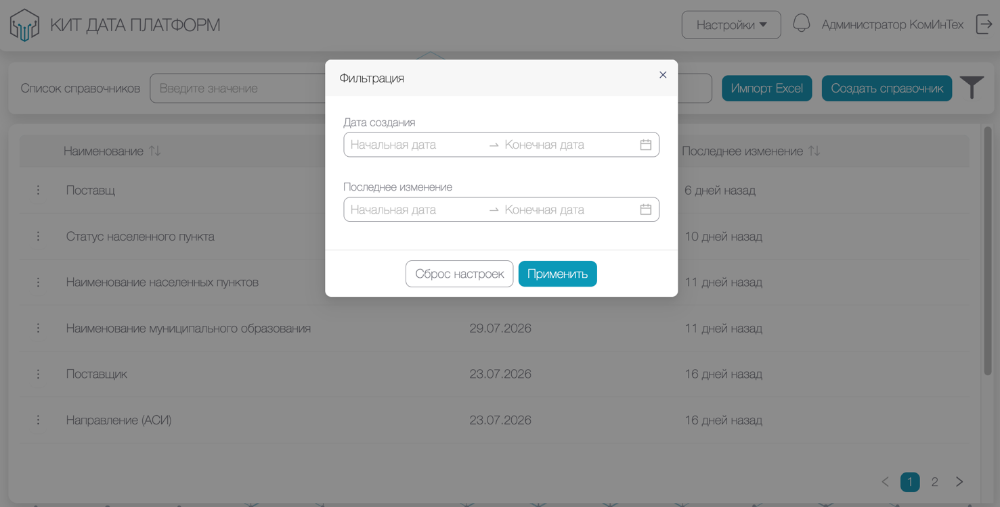 КИТ ДАТА ПЛАТФОРМ
Настройки
Администратор КомИнТех
Список справочников
Введите значение
Импорт Excel
Создать справочник
Фильтрация
Дата создания
Начальная дата → Конечная дата
Последнее изменение
Начальная дата → Конечная дата
Сброс настроек
Применить
Наименование
Последнее изменение
Поставщ 6 дней назад
Статус населенного пункта 10 дней назад
Наименование населенных пунктов 11 дней назад
Наименование муниципального образования 29.07.2026 11 дней назад
Поставщик 23.07.2026 16 дней назад
Направление (АСИ) 23.07.2026 16 дней назад
1 2